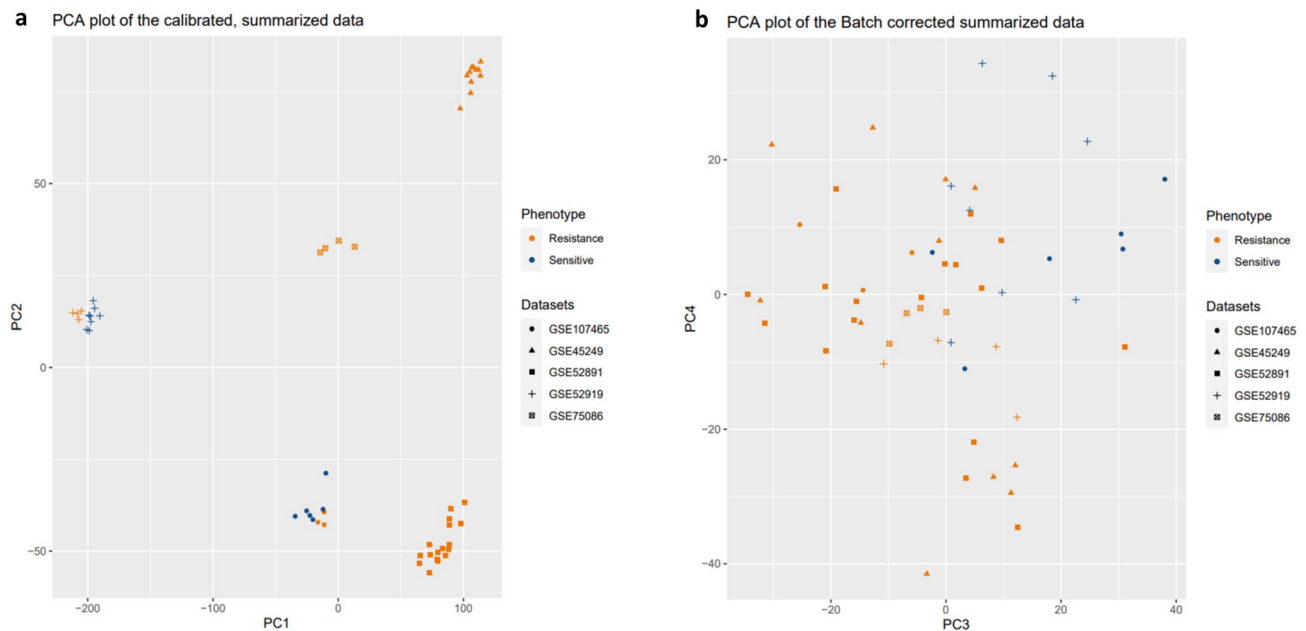 a PCA plot of the calibrated, summarized data
PC2
50
0
−50
−200
−100
0
100
PC1
Phenotype
Resistance
Sensitive
Datasets
GSE107465
GSE45249
GSE52891
GSE52919
GSE75086
b PCA plot of the Batch corrected summarized data
PC4
20
0
−20
−40
−20
0
20
40
PC3
Phenotype
Resistance
Sensitive
Datasets
GSE107465
GSE45249
GSE52891
GSE52919
GSE75086